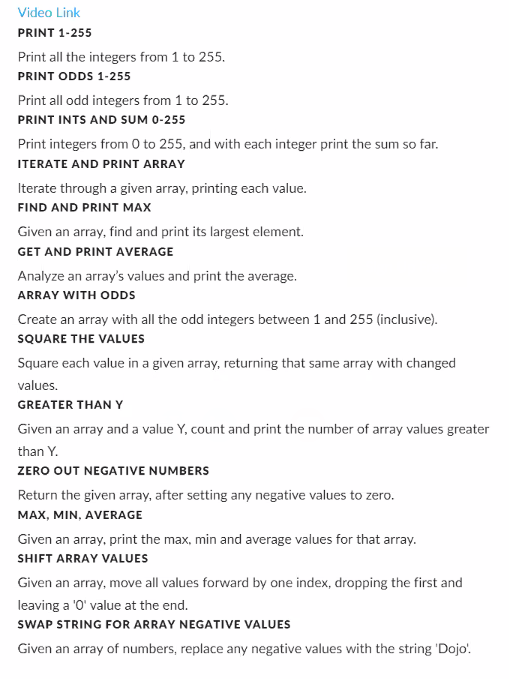 Video Link
PRINT 1-255
Print all the integers from 1 to 255.
PRINT ODDS 1-255
Print all odd integers from 1 to 255.
PRINT INTS AND SUM 0-255
Print integers from 0 to 255, and with each integer print the sum so far.
ITERATE AND PRINT ARRAY
Iterate through a given array, printing each value.
FIND AND PRINT MAX
Given an array, find and print its largest element.
GET AND PRINT AVERAGE
Analyze an array’s values and print the average.
ARRAY WITH ODDS
Create an array with all the odd integers between 1 and 255 (inclusive).
SQUARE THE VALUES
Square each value in a given array, returning that same array with changed
values.
GREATER THAN Y
Given an array and a value Y, count and print the number of array values greater
than Y.
ZERO OUT NEGATIVE NUMBERS
Return the given array, after setting any negative values to zero.
MAX, MIN, AVERAGE
Given an array, print the max, min and average values for that array.
SHIFT ARRAY VALUES
Given an array, move all values forward by one index, dropping the first and
leaving a '0' value at the end.
SWAP STRING FOR ARRAY NEGATIVE VALUES
Given an array of numbers, replace any negative values with the string 'Dojo'.